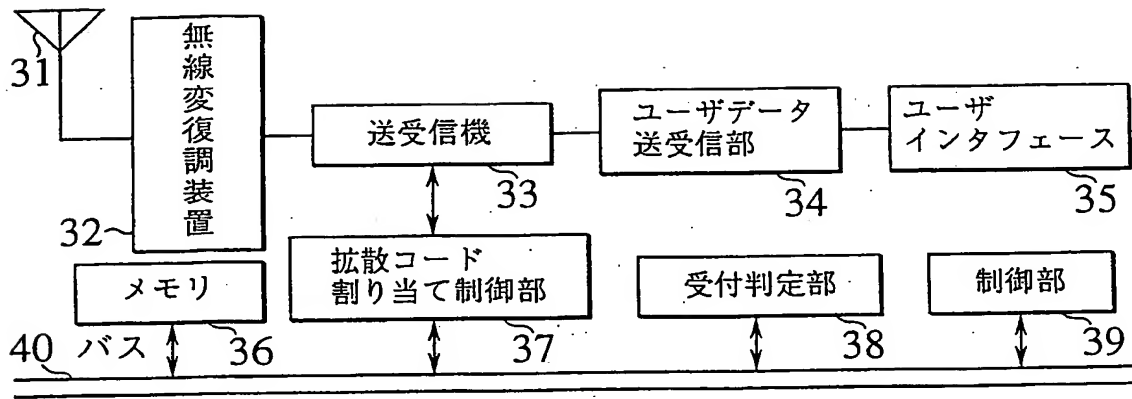 31
無線変復調装置
32
送受信機
33
ユーザデータ
送受信部
34
ユーザ
インタフェース
35
メモリ
36
拡散コード
割り当て制御部
37
受付判定部
38
制御部
39
40 バス